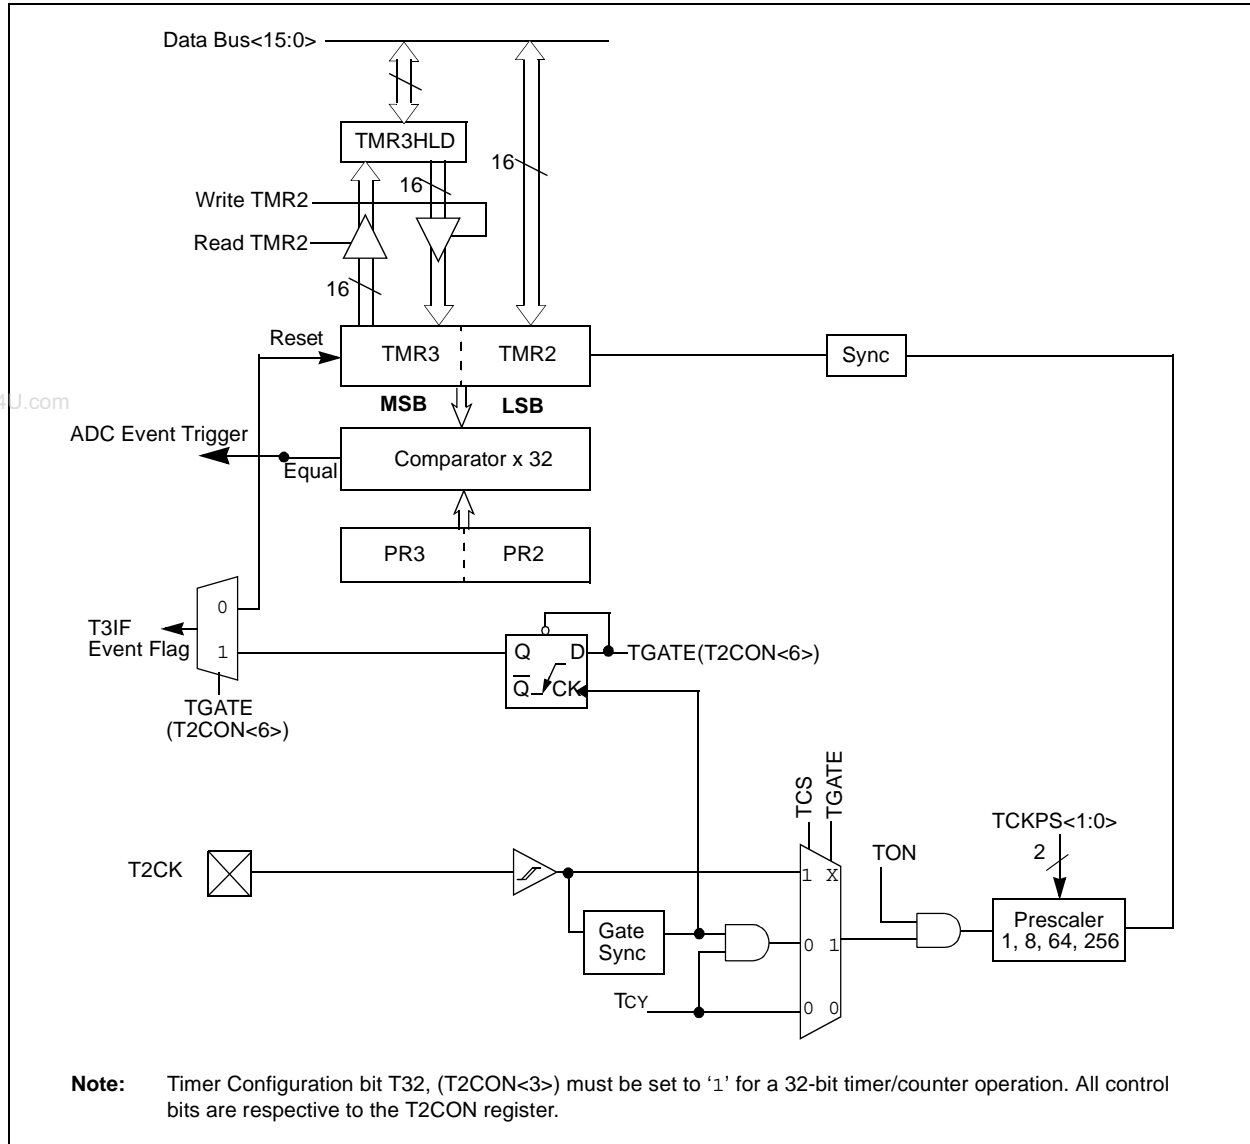 Data Bus<15:0>
TMR3HLD
16
16
Write TMR2
Read TMR2
16
Reset
TMR3
TMR2
Sync
4U.com
MSB
LSB
ADC Event Trigger
Equal
Comparator x 32
PR3
PR2
0
1
T3IF
Event Flag
TGATE
(T2CON<6>)
Q
D
Q
CK
TGATE(T2CON<6>)
TCS
TGATE
TCKPS<1:0>
2
TON
T2CK
1 X
Gate
Sync
0 1
Prescaler
1, 8, 64, 256
TCY
0 0
Note: Timer Configuration bit T32, (T2CON<3>) must be set to ‘1’ for a 32-bit timer/counter operation. All control
bits are respective to the T2CON register.